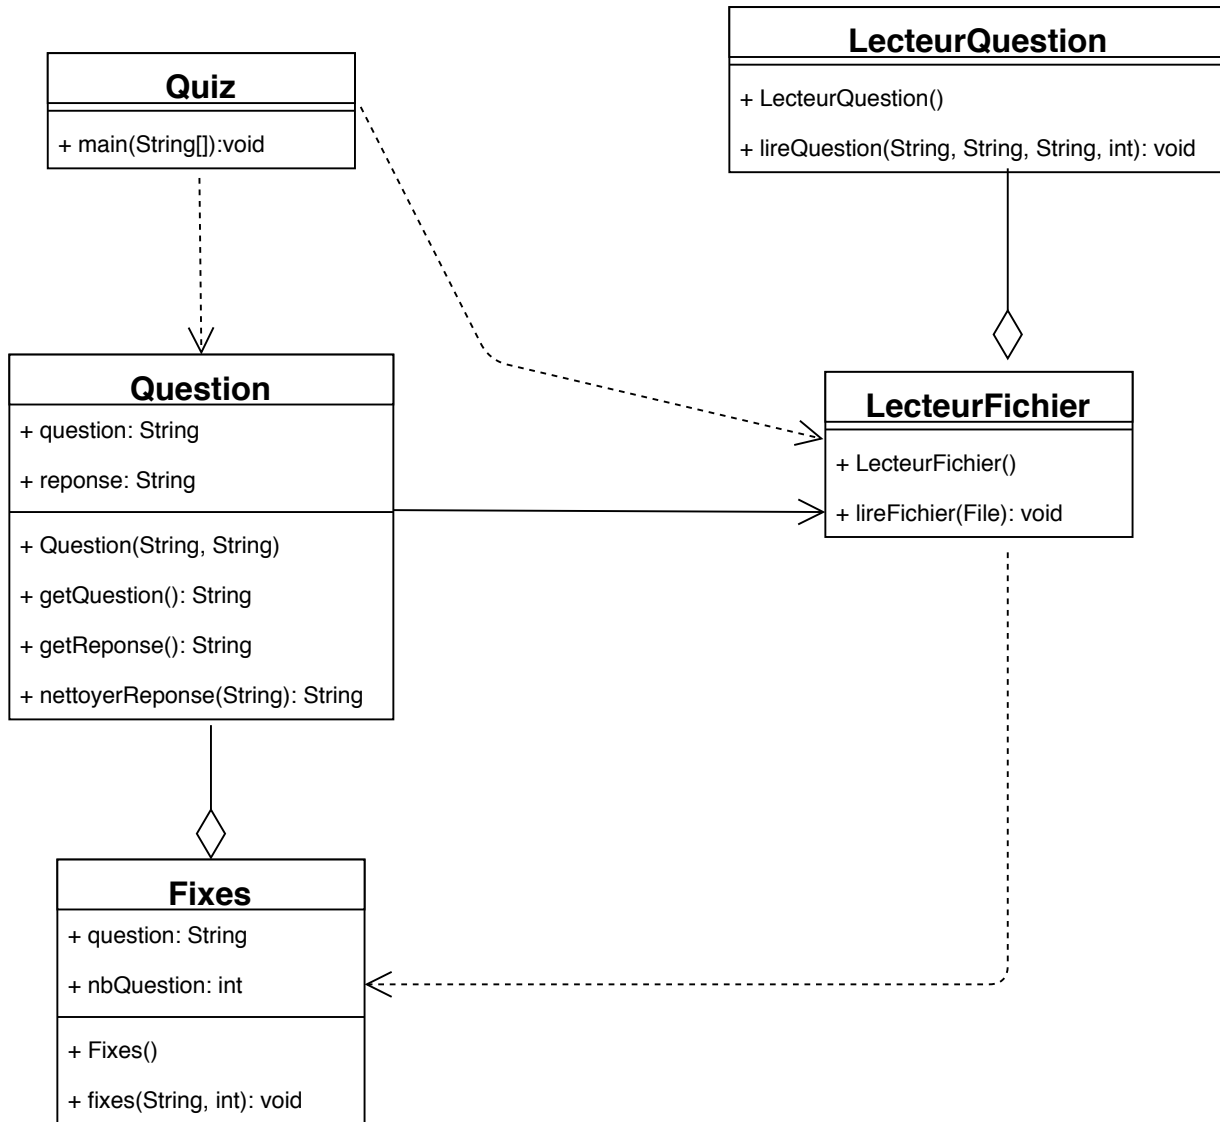 Quiz
+ main(String[]):void
LecteurQuestion
+ LecteurQuestion()
+ lireQuestion(String, String, String, int): void
Question
+ question: String
+ reponse: String
+ Question(String, String)
+ getQuestion(): String
+ getReponse(): String
+ nettoyerReponse(String): String
LecteurFichier
+ LecteurFichier()
+ lireFichier(File): void
Fixes
+ question: String
+ nbQuestion: int
+ Fixes()
+ fixes(String, int): void